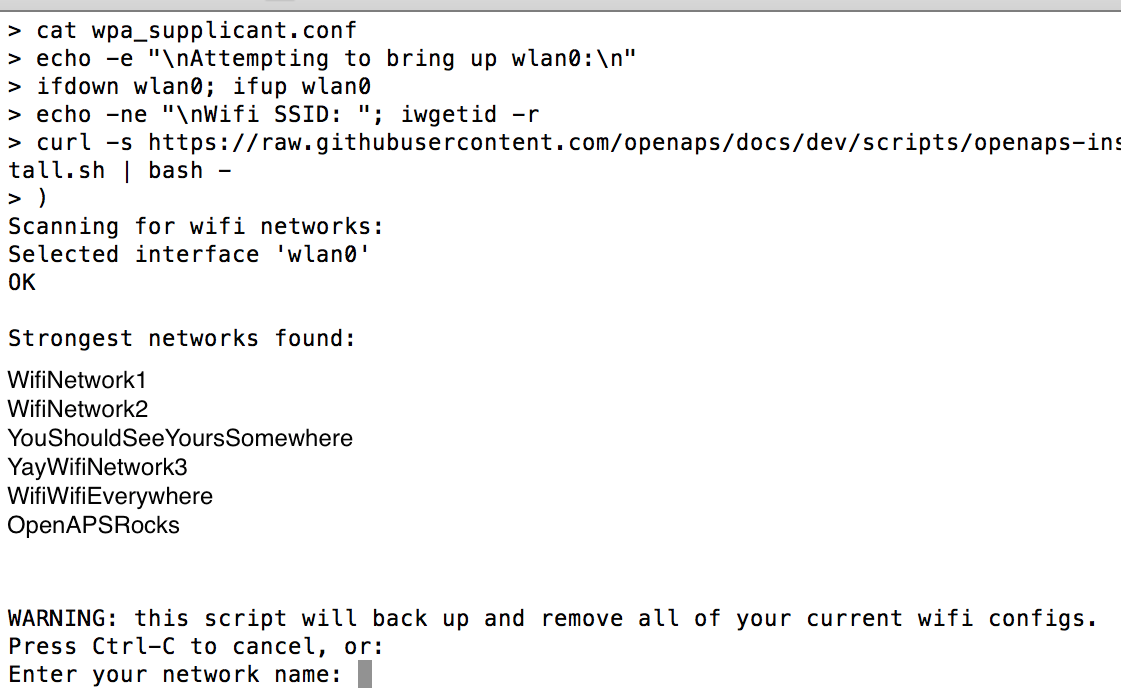 > cat wpa_supplicant.conf
> echo -e "\nAttempting to bring up wlan0:\n"
> ifdown wlan0; ifup wlan0
> echo -ne "\nWifi SSID: "; iwgetid -r
> curl -s https://raw.githubusercontent.com/openaps/docs/dev/scripts/openaps-ins
tall.sh | bash -
> )
Scanning for wifi networks:
Selected interface 'wlan0'
OK
Strongest networks found:
WifiNetwork1
WifiNetwork2
YouShouldSeeYoursSomewhere
YayWifiNetwork3
WifiWifiEverywhere
OpenAPSRocks
WARNING: this script will back up and remove all of your current wifi configs.
Press Ctrl-C to cancel, or:
Enter your network name: